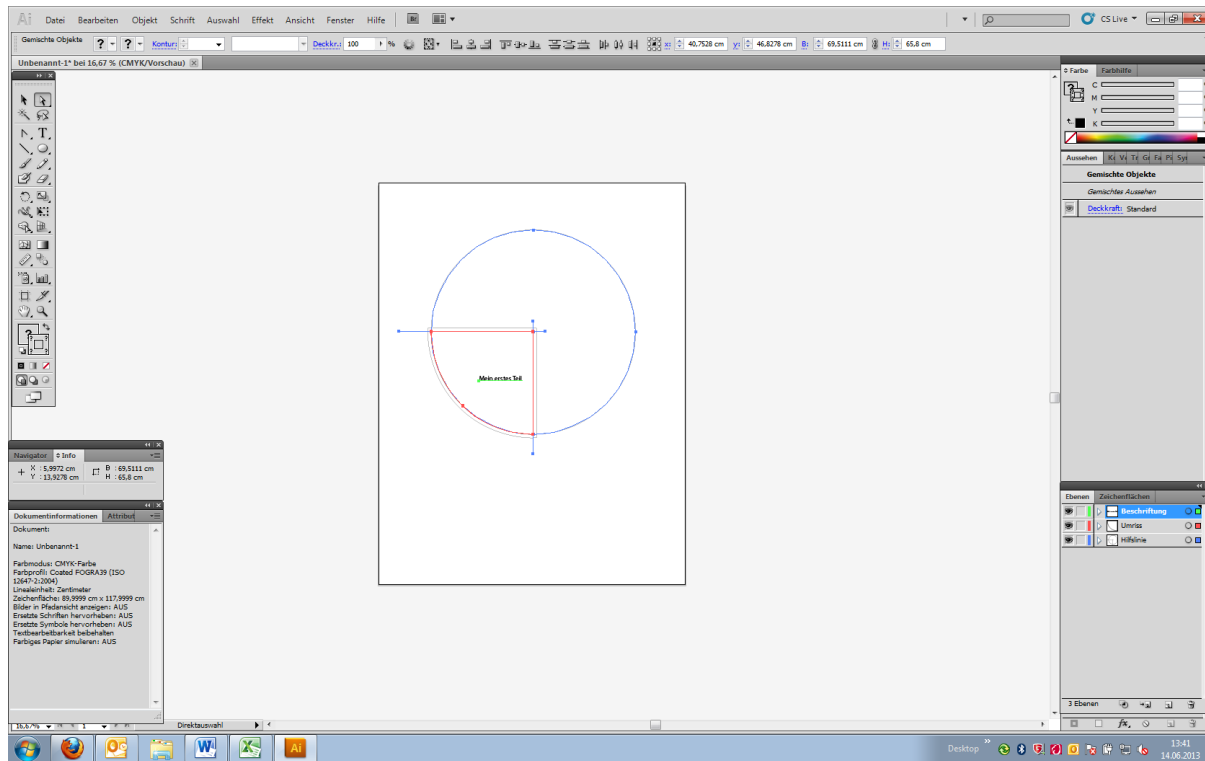 Ai Datei Bearbeiten Objekt Schrift Auswahl Effekt Ansicht Fenster Hilfe Br CS Live
Gemischte Objekte ? ? Kontur: Deckkr.: 100 % x: 40,7528 cm y: 46,8278 cm B: 69,5111 cm H: 65,8 cm
Unbenannt-1* bei 16,67 % (CMYK/Vorschau)
Farbe Farbhilfe
C
M
Y
K
Aussehen
Gemischte Objekte
Gemischtes Aussehen
Deckkraft: Standard
Mein erstes Teil
Navigator Info
X : 5,9972 cm B : 69,5111 cm
Y : 13,9278 cm H : 65,8 cm
Dokumentinformationen Attribut
Dokument:
Name: Unbenannt-1
Farbmodus: CMYK-Farbe
Farbprofil: Coated FOGRA39 (ISO
12647-2:2004)
Linealeinheit: Zentimeter
Zeichenfläche: 89,9999 cm x 117,9999 cm
Bilder in Pfadansicht anzeigen: AUS
Ersetzte Schriften hervorheben: AUS
Ersetzte Symbole hervorheben: AUS
Textbearbeitbarkeit beibehalten
Farbiges Papier simulieren: AUS
Ebenen Zeichenflächen
Beschriftung
Umriss
Hilfslinie
3 Ebenen
16,67% 1 Direktauswahl
fx
W X Ai
Desktop 13:41
14.06.2013